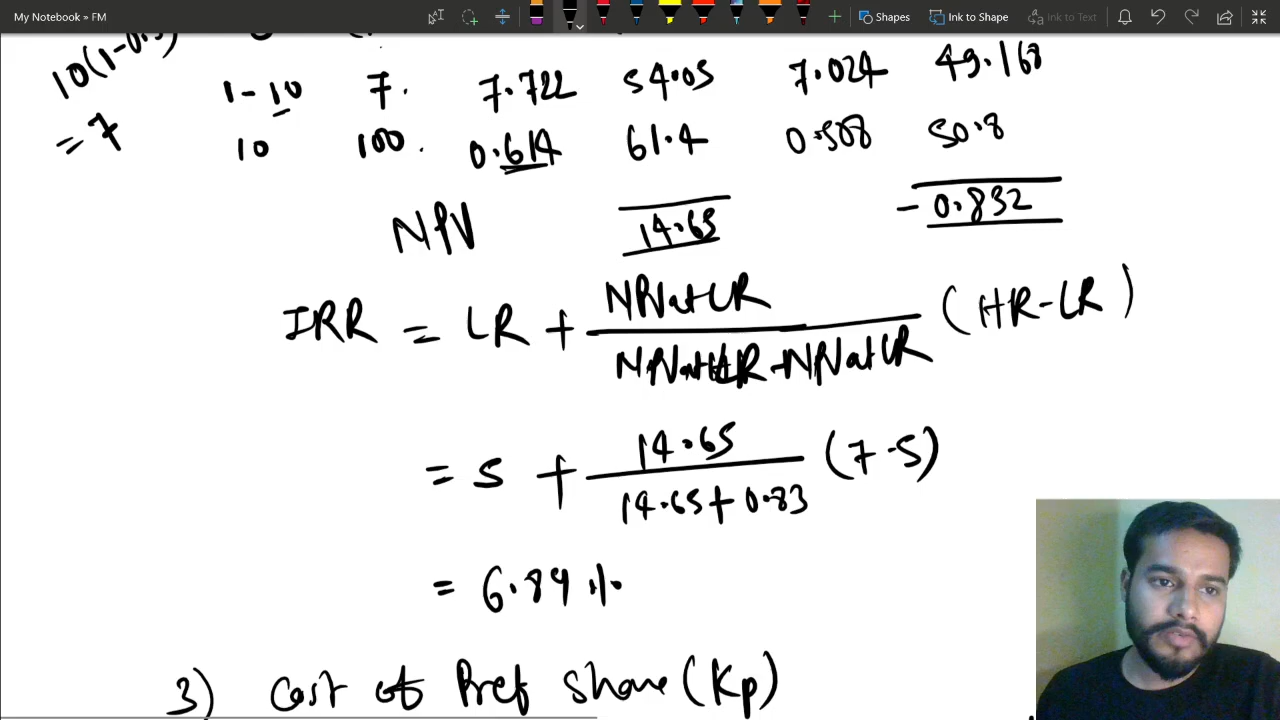 My Notebook » FM
Shapes Ink to Shape Ink to Text
10(1-0.3)
= 7
1-10 7. 7.722 54.05 7.024 49.168
10 100. 0.614 61.4 0.508 50.8
NPV 14.65 -0.832
IRR = LR + NPVatLR (HR-LR)
NPVatHR-NPVatLR
= 5 + 14.65 (7-5)
14.65+0.83
= 6.89%
3) Cost of Pref share (Kp)